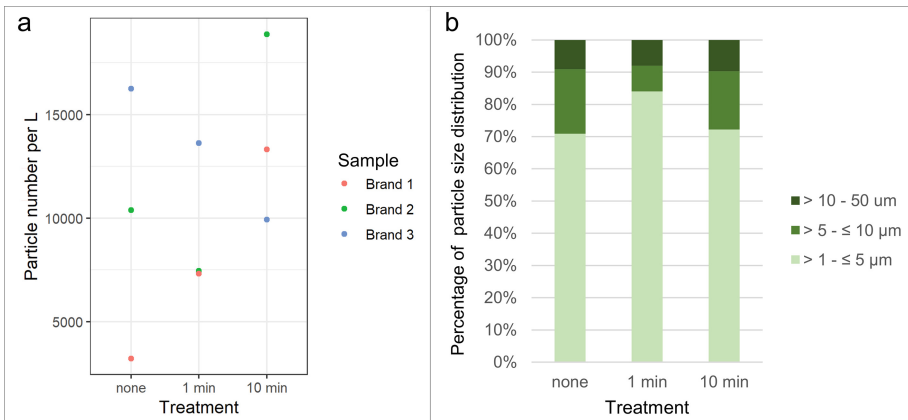 a
Particle number per L
15000
10000
5000
none
1 min
10 min
Treatment
Sample
Brand 1
Brand 2
Brand 3
b
Percentage of particle size distribution
100%
90%
80%
70%
60%
50%
40%
30%
20%
10%
0%
none
1 min
10 min
Treatment
> 10 - 50 um
> 5 - ≤ 10 µm
> 1 - ≤ 5 µm